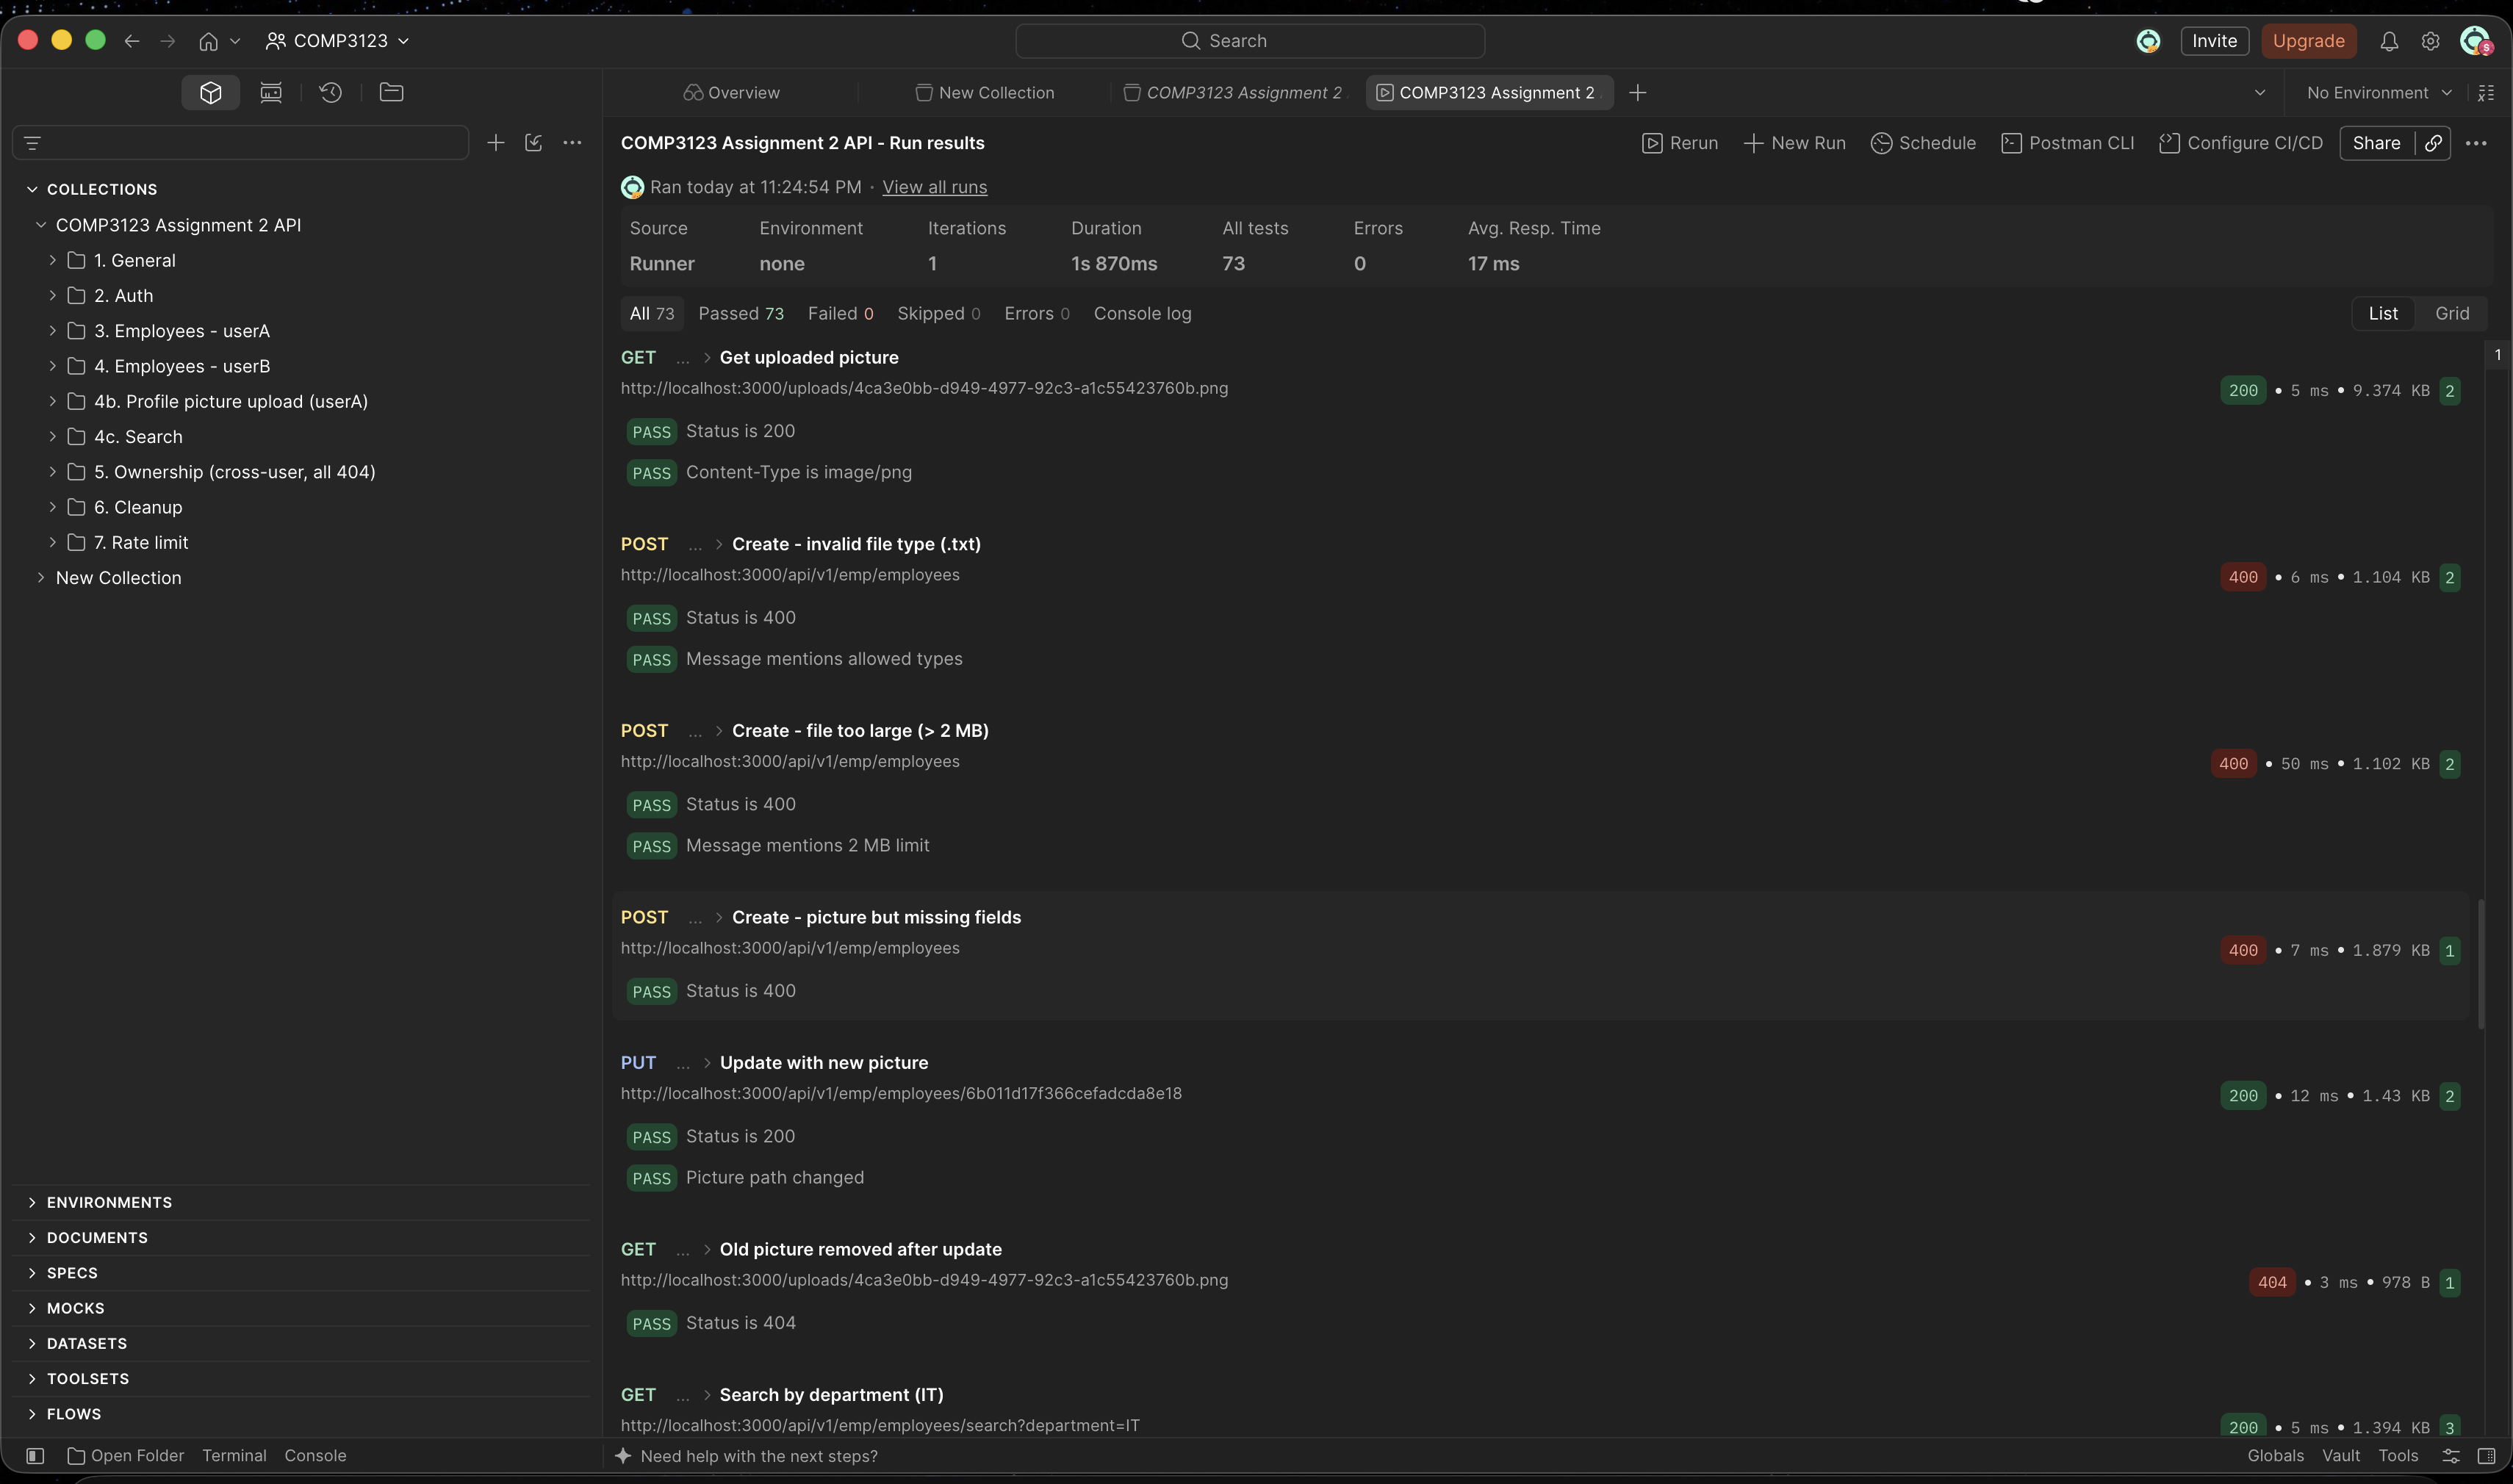 COMP3123
Search
Invite
Upgrade
S
Overview
New Collection
COMP3123 Assignment 2
COMP3123 Assignment 2
No Environment
COLLECTIONS
COMP3123 Assignment 2 API
1. General
2. Auth
3. Employees - userA
4. Employees - userB
4b. Profile picture upload (userA)
4c. Search
5. Ownership (cross-user, all 404)
6. Cleanup
7. Rate limit
New Collection
ENVIRONMENTS
DOCUMENTS
SPECS
MOCKS
DATASETS
TOOLSETS
FLOWS
COMP3123 Assignment 2 API - Run results
Rerun
New Run
Schedule
Postman CLI
Configure CI/CD
Share
Ran today at 11:24:54 PM · View all runs
Source Environment Iterations Duration All tests Errors Avg. Resp. Time
Runner none 1 1s 870ms 73 0 17 ms
All 73 Passed 73 Failed 0 Skipped 0 Errors 0 Console log
List Grid
1
GET ... > Get uploaded picture
http://localhost:3000/uploads/4ca3e0bb-d949-4977-92c3-a1c55423760b.png
200 • 5 ms • 9.374 KB 2
PASS Status is 200
PASS Content-Type is image/png
POST ... > Create - invalid file type (.txt)
http://localhost:3000/api/v1/emp/employees
400 • 6 ms • 1.104 KB 2
PASS Status is 400
PASS Message mentions allowed types
POST ... > Create - file too large (> 2 MB)
http://localhost:3000/api/v1/emp/employees
400 • 50 ms • 1.102 KB 2
PASS Status is 400
PASS Message mentions 2 MB limit
POST ... > Create - picture but missing fields
http://localhost:3000/api/v1/emp/employees
400 • 7 ms • 1.879 KB 1
PASS Status is 400
PUT ... > Update with new picture
http://localhost:3000/api/v1/emp/employees/6b011d17f366cefadcda8e18
200 • 12 ms • 1.43 KB 2
PASS Status is 200
PASS Picture path changed
GET ... > Old picture removed after update
http://localhost:3000/uploads/4ca3e0bb-d949-4977-92c3-a1c55423760b.png
404 • 3 ms • 978 B 1
PASS Status is 404
GET ... > Search by department (IT)
http://localhost:3000/api/v1/emp/employees/search?department=IT
200 • 5 ms • 1.394 KB 3
Open Folder Terminal Console
Need help with the next steps?
Globals Vault Tools